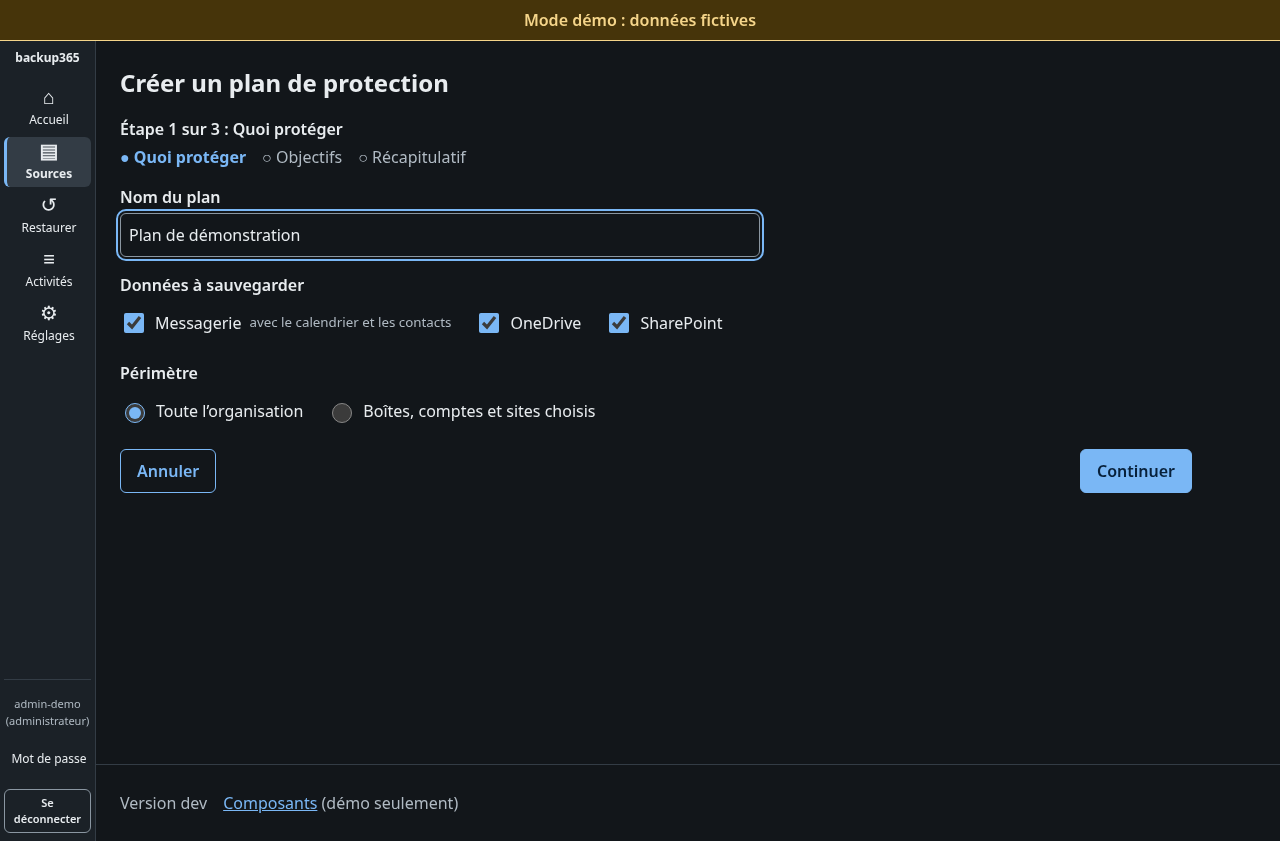 Mode démo : données fictives
backup365
Accueil
Sources
Restaurer
Activités
Réglages
admin-demo
(administrateur)
Mot de passe
Se
déconnecter
Créer un plan de protection
Étape 1 sur 3 : Quoi protéger
● Quoi protéger ○ Objectifs ○ Récapitulatif
Nom du plan
Plan de démonstration
Données à sauvegarder
Messagerie avec le calendrier et les contacts OneDrive SharePoint
Périmètre
Toute l’organisation Boîtes, comptes et sites choisis
Annuler Continuer
Version dev Composants (démo seulement)